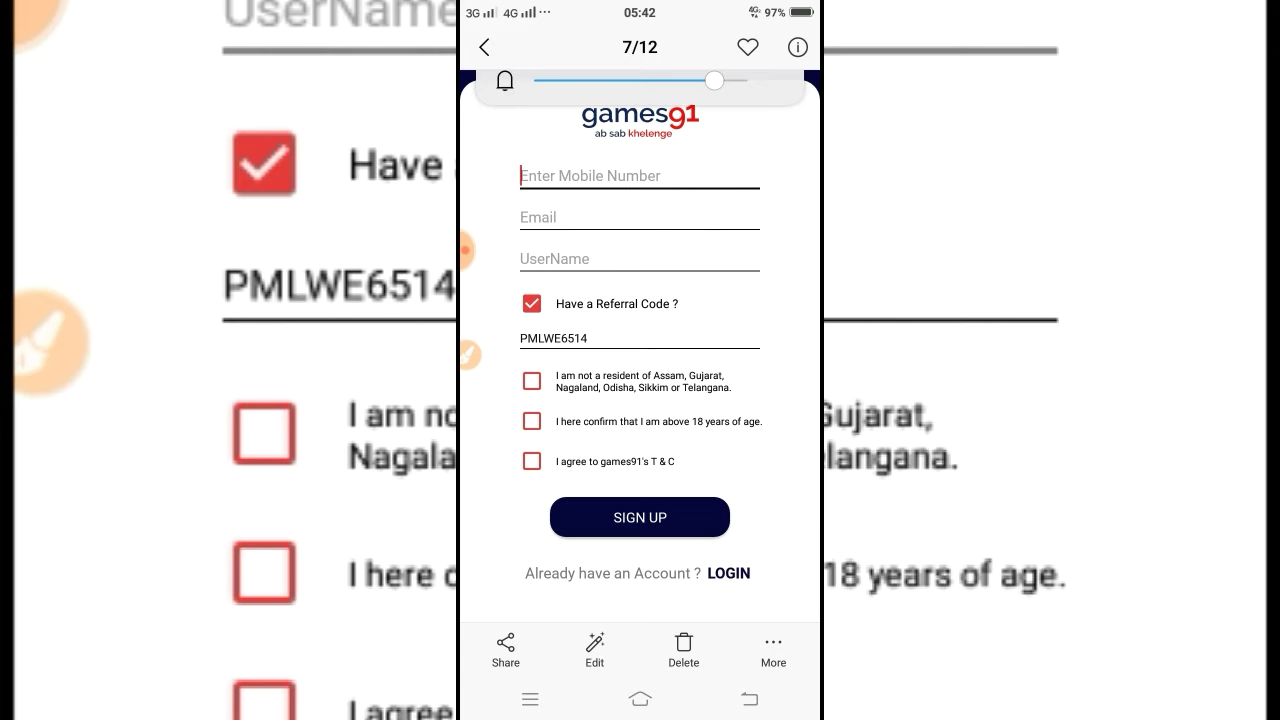 3G 4G ... 05:42 4G 97%
7/12
games91
ab sab khelenge
Enter Mobile Number
Email
UserName
Have a Referral Code ?
PMLWE6514
I am not a resident of Assam, Gujarat,
Nagaland, Odisha, Sikkim or Telangana.
I here confirm that I am above 18 years of age.
I agree to games91's T & C
SIGN UP
Already have an Account ? LOGIN
Share Edit Delete More
UserName
Have
PMLWE6514
I am no
Gujarat,
Nagala
elangana.
I here c
18 years of age.
I agree